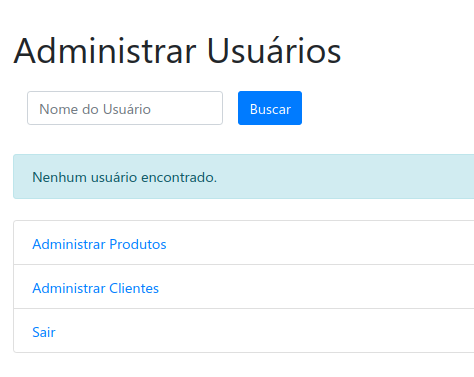 Administrar Usuários
Nome do Usuário
Buscar
Nenhum usuário encontrado.
Administrar Produtos
Administrar Clientes
Sair